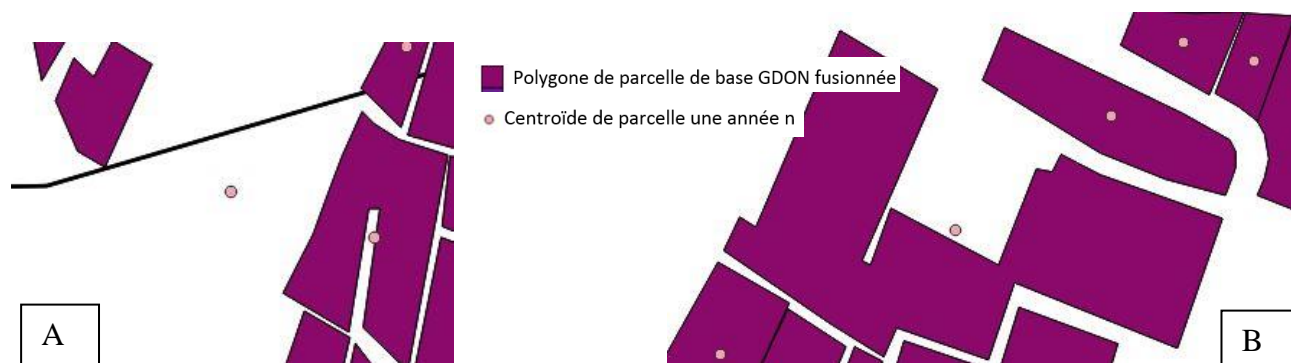 Polygone de parcelle de base GDON fusionnée
Centroïde de parcelle une année n
A
B